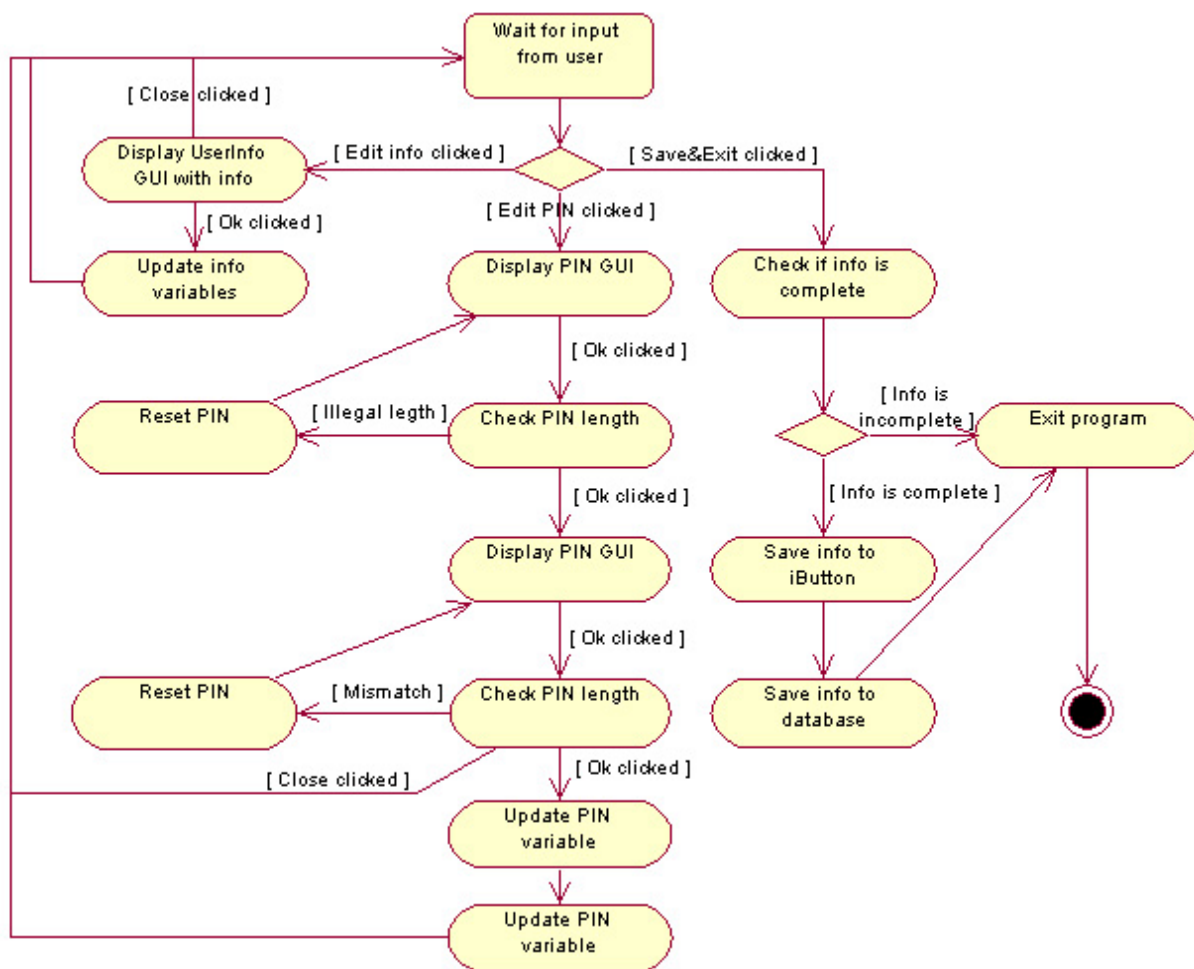 Wait for input
from user
[ Close clicked ]
Display UserInfo
GUI with info
[ Edit info clicked ]
[ Save&Exit clicked ]
[ Edit PIN clicked ]
[ Ok clicked ]
Update info
variables
Display PIN GUI
Check if info is
complete
[ Ok clicked ]
Reset PIN
[ Illegal legth ]
Check PIN length
[ Info is
incomplete ]
Exit program
[ Ok clicked ]
[ Info is complete ]
Display PIN GUI
Save info to
iButton
[ Ok clicked ]
Reset PIN
[ Mismatch ]
Check PIN length
Save info to
database
[ Close clicked ]
[ Ok clicked ]
Update PIN
variable
Update PIN
variable